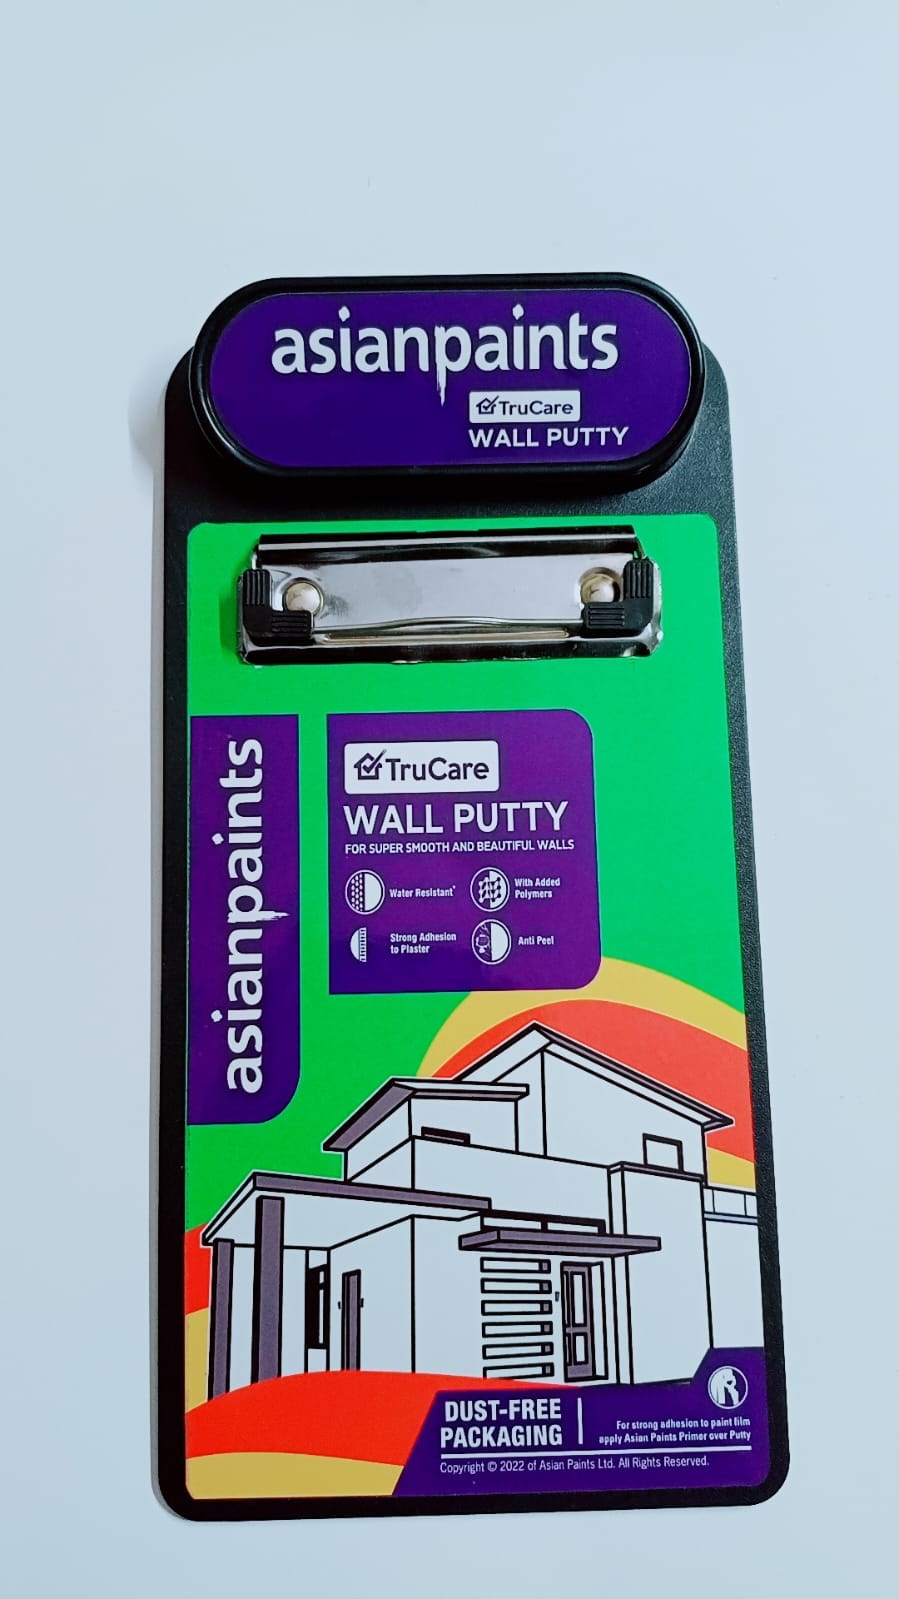 asianpaints
TruCare
WALL PUTTY
asianpaints
TruCare
WALL PUTTY
FOR SUPER SMOOTH AND BEAUTIFUL WALLS
Water Resistant*
With Added
Polymers
Strong Adhesion
to Plaster
Anti Peel
DUST-FREE
PACKAGING
For strong adhesion to paint film
apply Asian Paints Primer over Putty
Copyright © 2022 of Asian Paints Ltd. All Rights Reserved.